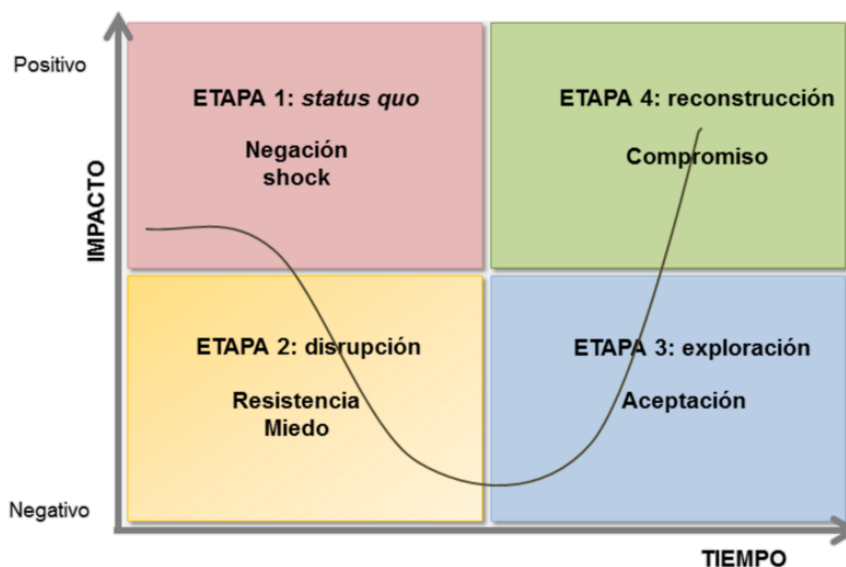 Positivo
ETAPA 1: status quo
Negación
shock
ETAPA 4: reconstrucción
Compromiso
IMPACTO
ETAPA 2: disrupción
Resistencia
Miedo
ETAPA 3: exploración
Aceptación
Negativo
TIEMPO